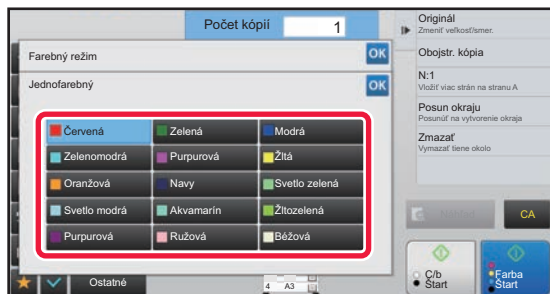 Počet kópií 1
Farebný režim OK
Jednofarebný OK
Červená Zelená Modrá
Zelenomodrá Purpurová Žltá
Oranžová Navy Svetlo zelená
Svetlo modrá Akvamarín Žltozelená
Purpurová Ružová Béžová
Ostatné
4 A3
Originál
Zmeniť veľkosť/smer.
Obojstr. kópia
N:1
Vložiť viac strán na stranu A
Posun okraju
Posunúť na vytvorenie okraja
Zmazať
Vymazať tiene okolo
CA
Č/b
Štart
Farba
Štart